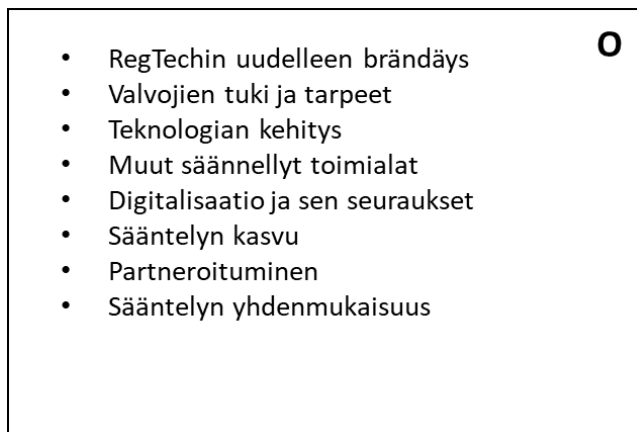 O
• RegTechin uudelleen brändäys
• Valvojien tuki ja tarpeet
• Teknologian kehitys
• Muut säännellyt toimialat
• Digitalisaatio ja sen seuraukset
• Sääntelyn kasvu
• Partneroituminen
• Sääntelyn yhdenmukaisuus